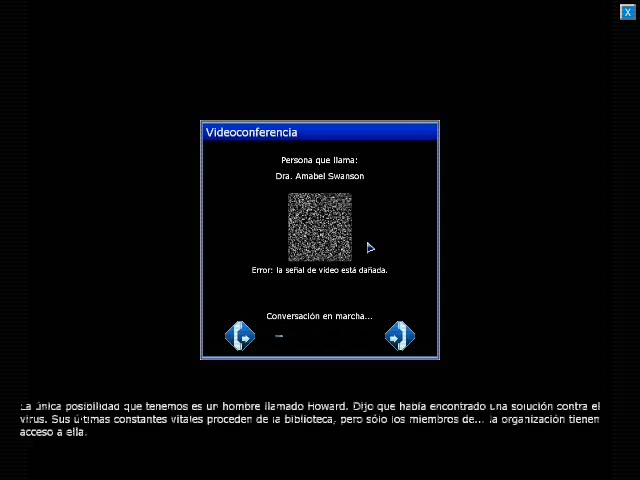 X
Videoconferencia
Persona que llama:
Dra. Amabel Swanson
Error: la señal de vídeo está dañada.
Conversación en marcha...
La única posibilidad que tenemos es un hombre llamado Howard. Dijo que había encontrado una solución contra el
virus. Sus últimas constantes vitales proceden de la biblioteca, pero sólo los miembros de... la organización tienen
acceso a ella.